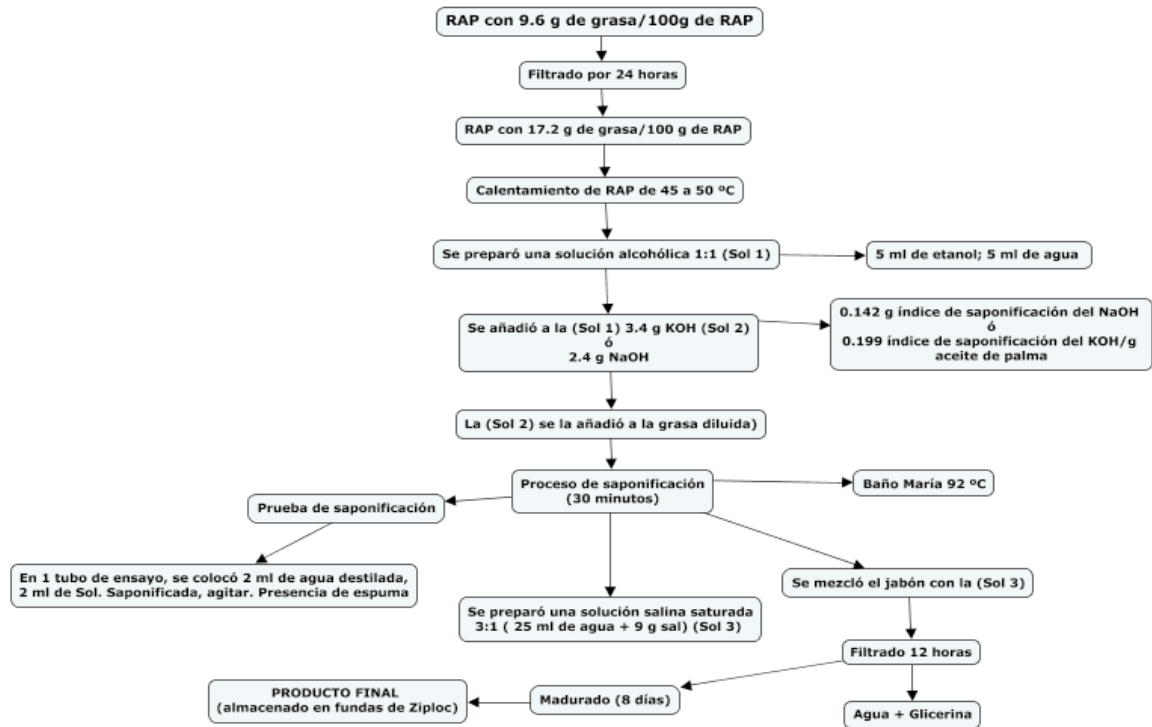 RAP con 9.6 g de grasa/100g de RAP
Filtrado por 24 horas
RAP con 17.2 g de grasa/100 g de RAP
Calentamiento de RAP de 45 a 50 ºC
Se preparó una solución alcohólica 1:1 (Sol 1)
5 ml de etanol; 5 ml de agua
Se añadió a la (Sol 1) 3.4 g KOH (Sol 2)
ó
2.4 g NaOH
0.142 g índice de saponificación del NaOH
ó
0.199 índice de saponificación del KOH/g
aceite de palma
La (Sol 2) se la añadió a la grasa diluida)
Proceso de saponificación
(30 minutos)
Baño María 92 ºC
Prueba de saponificación
En 1 tubo de ensayo, se colocó 2 ml de agua destilada,
2 ml de Sol. Saponificada, agitar. Presencia de espuma
Se preparó una solución salina saturada
3:1 ( 25 ml de agua + 9 g sal) (Sol 3)
Se mezcló el jabón con la (Sol 3)
Filtrado 12 horas
PRODUCTO FINAL
(almacenado en fundas de Ziploc)
Madurado (8 días)
Agua + Glicerina